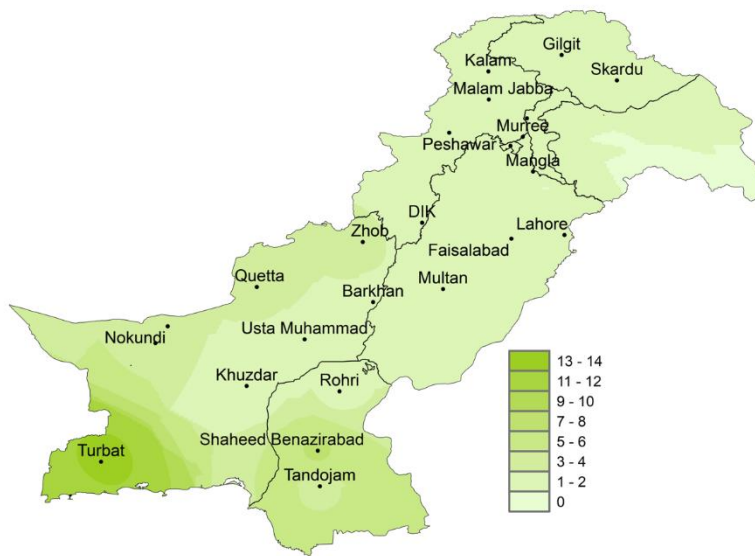 Gilgit
Kalam
Skardu
Malam Jabba
Murree
Peshawar
Mangla
DIK
Lahore
Zhob
Faisalabad
Quetta
Multan
Barkhan
Nokundi
Usta Muhammad
Khuzdar
Rohri
Shaheed Benazirabad
Turbat
Tandojam
13 - 14
11 - 12
9 - 10
7 - 8
5 - 6
3 - 4
1 - 2
0